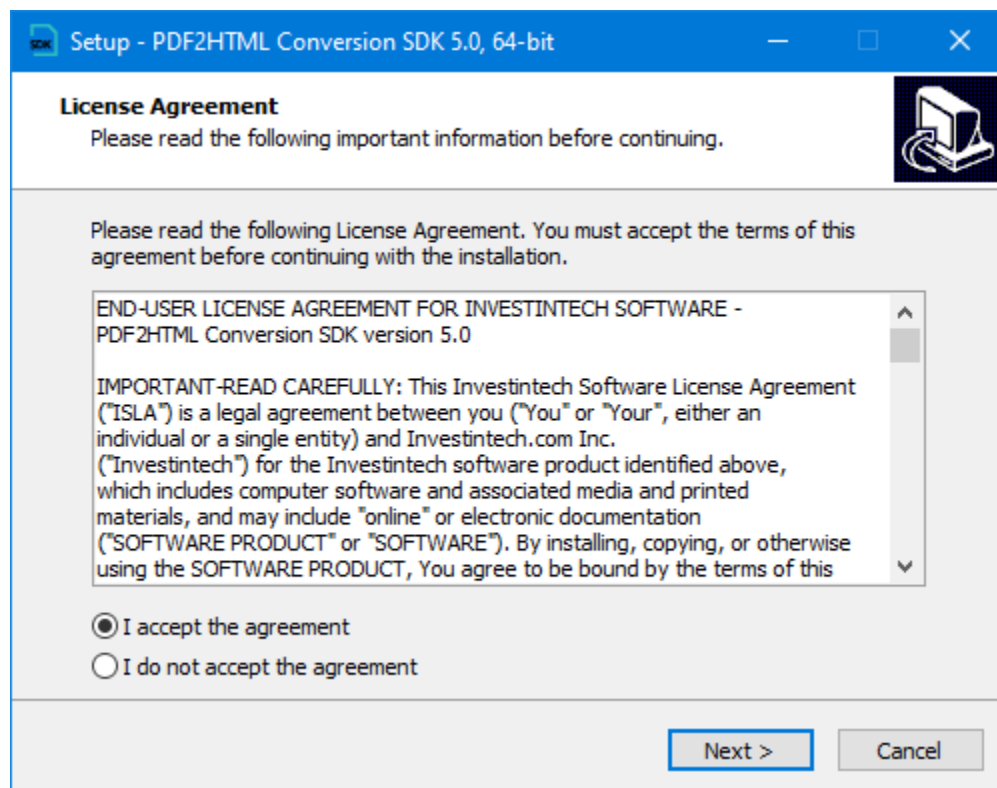 SDK
Setup - PDF2HTML Conversion SDK 5.0, 64-bit
License Agreement
Please read the following important information before continuing.
Please read the following License Agreement. You must accept the terms of this
agreement before continuing with the installation.
END-USER LICENSE AGREEMENT FOR INVESTINTECH SOFTWARE -
PDF2HTML Conversion SDK version 5.0
IMPORTANT-READ CAREFULLY: This Investintech Software License Agreement
("ISLA") is a legal agreement between you ("You" or "Your", either an
individual or a single entity) and Investintech.com Inc.
("Investintech") for the Investintech software product identified above,
which includes computer software and associated media and printed
materials, and may include "online" or electronic documentation
("SOFTWARE PRODUCT" or "SOFTWARE"). By installing, copying, or otherwise
using the SOFTWARE PRODUCT, You agree to be bound by the terms of this
I accept the agreement
I do not accept the agreement
Next >
Cancel